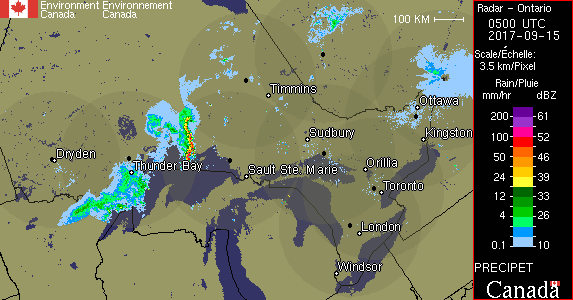 Environment Environnement
Canada Canada
100 KM
Radar - Ontario
0500 UTC
2017-09-15
Scale/Échelle:
3.5 km/Pixel
Rain/Pluie
mm/hr dBZ
200 61
100 52
50 46
24 39
12 33
4 26
0.1 10
PRECIPET
Canada
Timmins
Ottawa
Sudbury
Kingston
Dryden
Thunder Bay
Sault Ste. Marie
Orillia
Toronto
London
Windsor